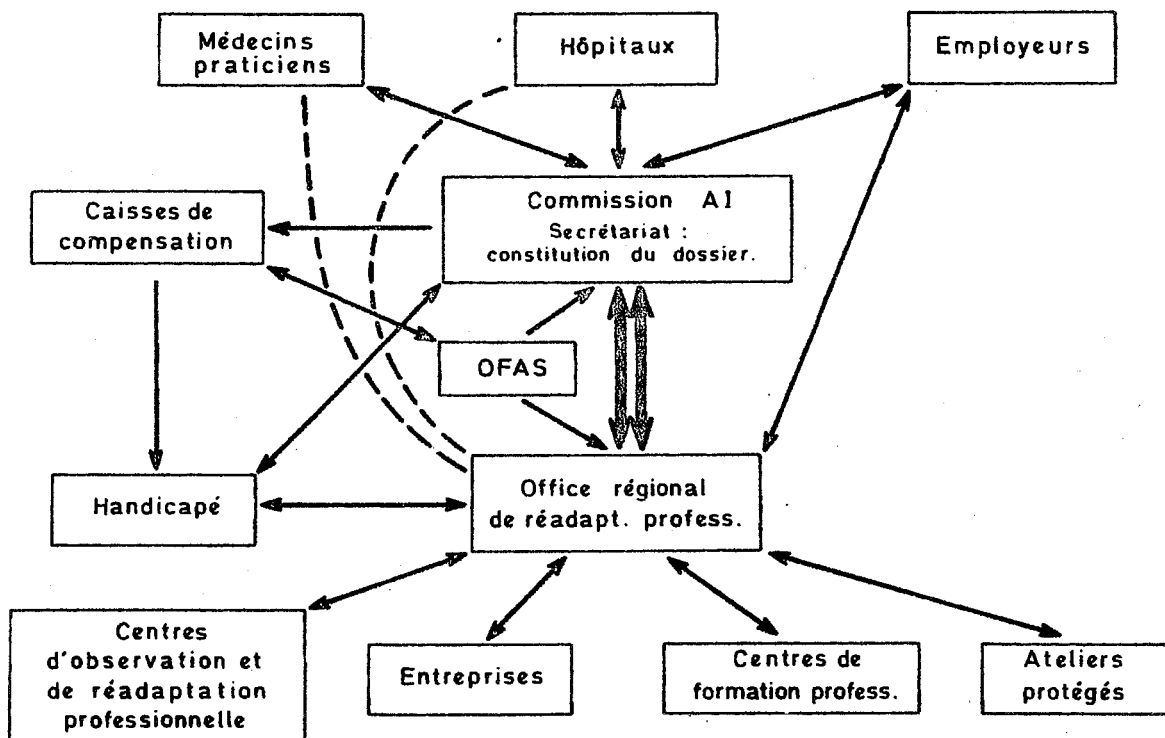 Médecins
praticiens
Hôpitaux
Employeurs
Caisses de
compensation
Commission AI
Secrétariat :
constitution du dossier.
OFAS
Handicapé
Office régional
de réadapt. profess.
Centres
d'observation et
de réadaptation
professionnelle
Entreprises
Centres de
formation profess.
Ateliers
protégés